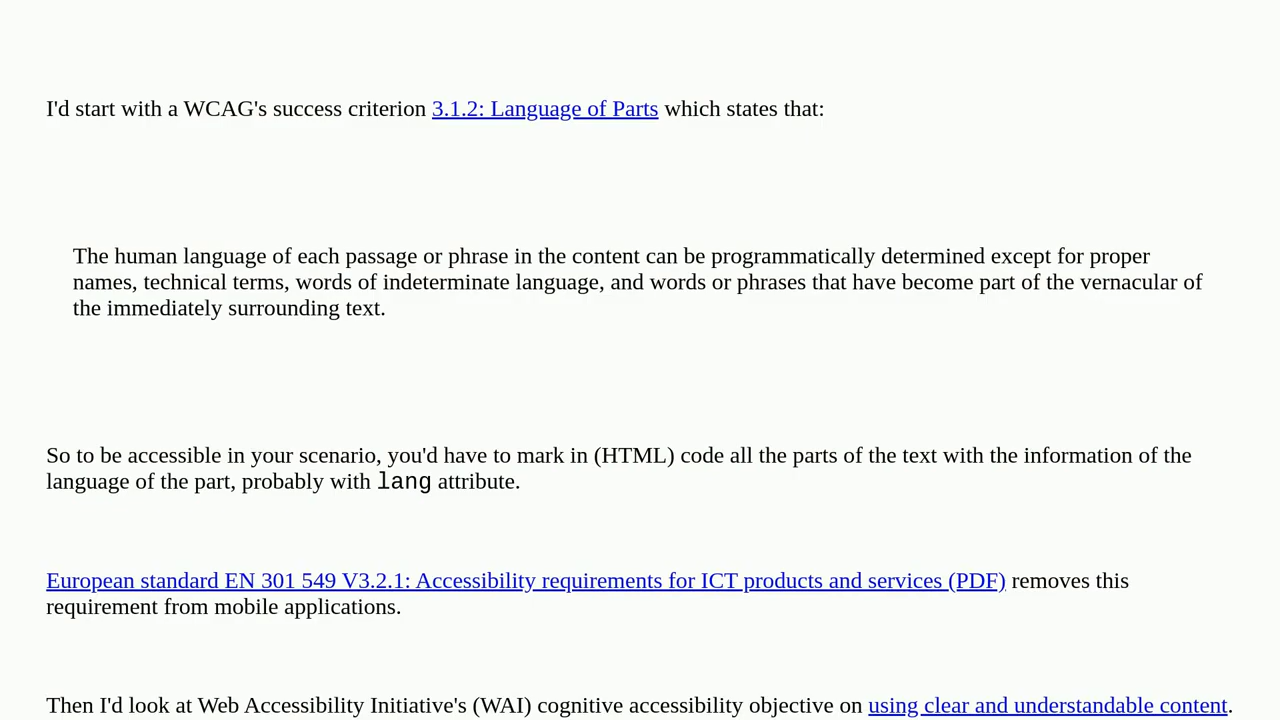 I'd start with a WCAG's success criterion 3.1.2: Language of Parts which states that:
The human language of each passage or phrase in the content can be programmatically determined except for proper
names, technical terms, words of indeterminate language, and words or phrases that have become part of the vernacular of
the immediately surrounding text.
So to be accessible in your scenario, you'd have to mark in (HTML) code all the parts of the text with the information of the
language of the part, probably with lang attribute.
European standard EN 301 549 V3.2.1: Accessibility requirements for ICT products and services (PDF) removes this
requirement from mobile applications.
Then I'd look at Web Accessibility Initiative's (WAI) cognitive accessibility objective on using clear and understandable content.